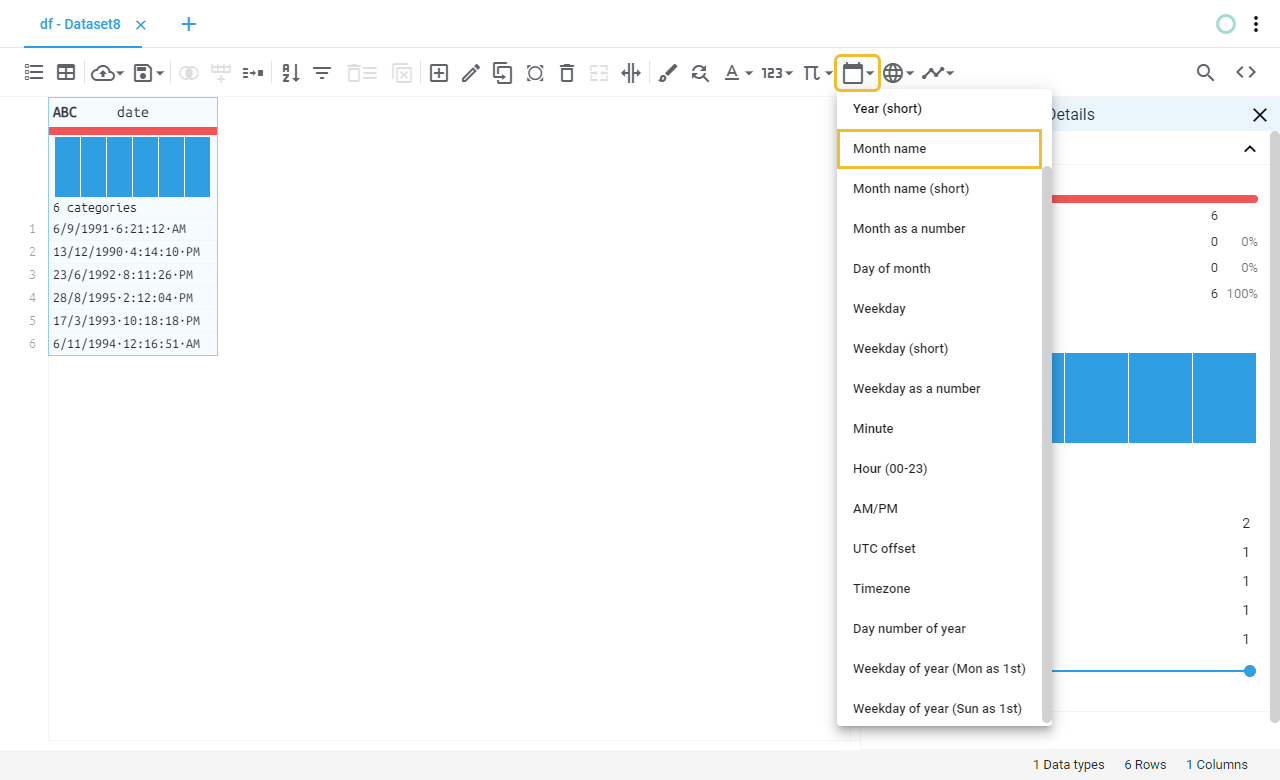 df - Dataset8
123
ABC date
6 categories
1 6/9/1991·6:21:12·AM
2 13/12/1990·4:14:10·PM
3 23/6/1992·8:11:26·PM
4 28/8/1995·2:12:04·PM
5 17/3/1993·10:18:18·PM
6 6/11/1994·12:16:51·AM
Year (short)
Month name
Month name (short)
Month as a number
Day of month
Weekday
Weekday (short)
Weekday as a number
Minute
Hour (00-23)
AM/PM
UTC offset
Timezone
Day number of year
Weekday of year (Mon as 1st)
Weekday of year (Sun as 1st)
Details
6
0 0%
0 0%
6 100%
2
1
1
1
1
1 Data types 6 Rows 1 Columns